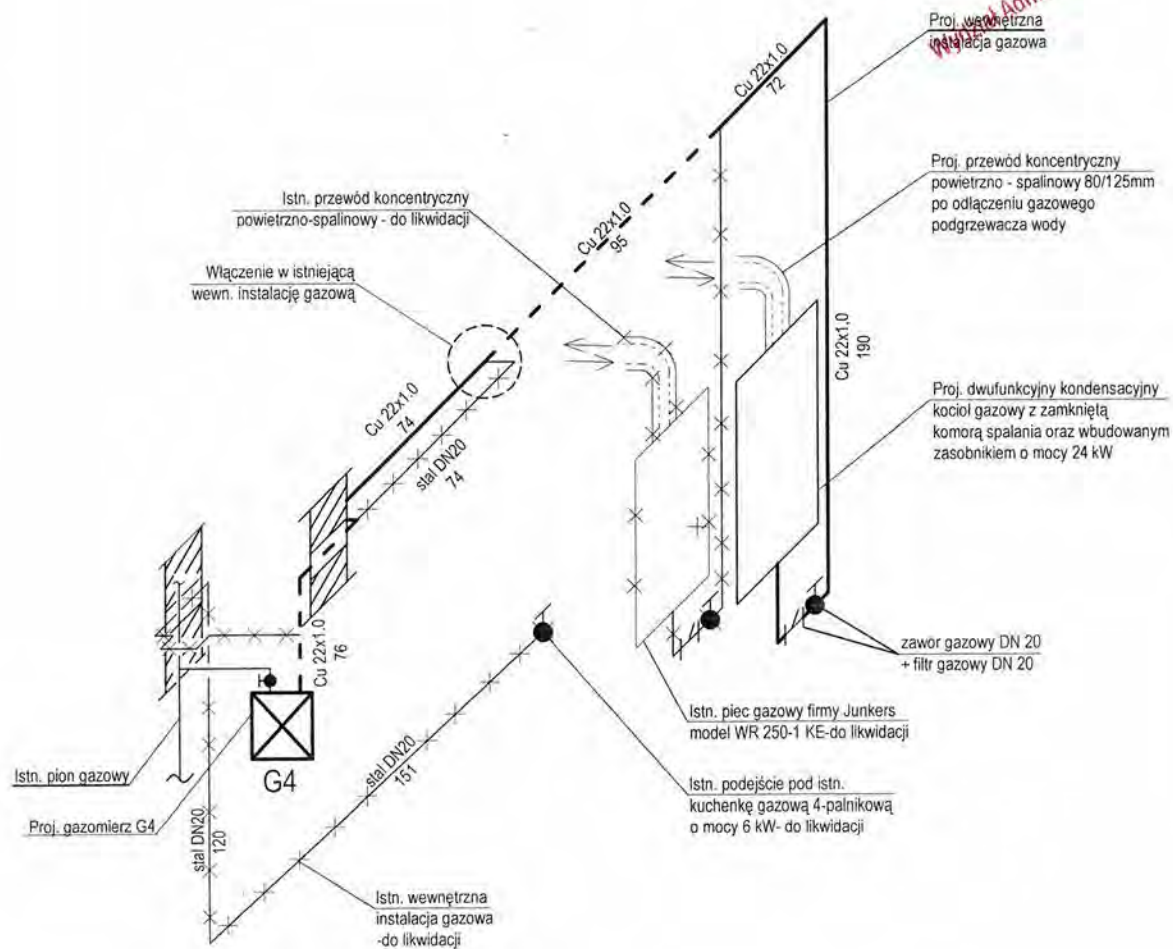 Wydział Adm
Proj. wewnętrzna
instalacja gazowa
Cu 22x1.0
72
Proj. przewód koncentryczny
powietrzno - spalinowy 80/125mm
po odłączeniu gazowego
podgrzewacza wody
Istn. przewód koncentryczny
powietrzno-spalinowy - do likwidacji
Cu 22x1.0
95
Włączenie w istniejącą
wewn. instalację gazową
Cu 22x1.0
190
Cu 22x1.0
74
stal DN20
74
Proj. dwufunkcyjny kondensacyjny
kocioł gazowy z zamkniętą
komorą spalania oraz wbudowanym
zasobnikiem o mocy 24 kW
Cu 22x1.0
76
zawór gazowy DN 20
+ filtr gazowy DN 20
Istn. piec gazowy firmy Junkers
model WR 250-1 KE-do likwidacji
Istn. pion gazowy
G4
stal DN20
151
Istn. podejście pod istn.
kuchenkę gazową 4-palnikową
o mocy 6 kW- do likwidacji
Proj. gazomierz G4
stal DN20
120
Istn. wewnętrzna
instalacja gazowa
-do likwidacji